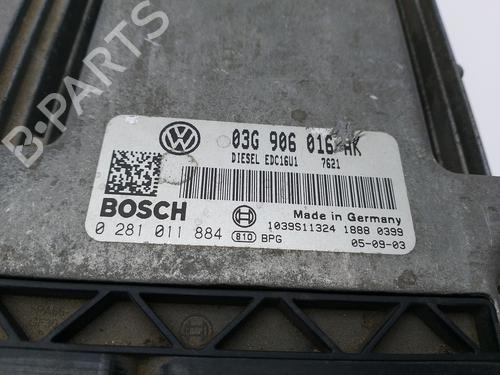 B-PARTS
03G 906 016 AK
DIESEL EDC16U1 7621
BOSCH
Made in Germany
0 281 011 884
810 BPG
1039S11324 1888 0399
05-09-03